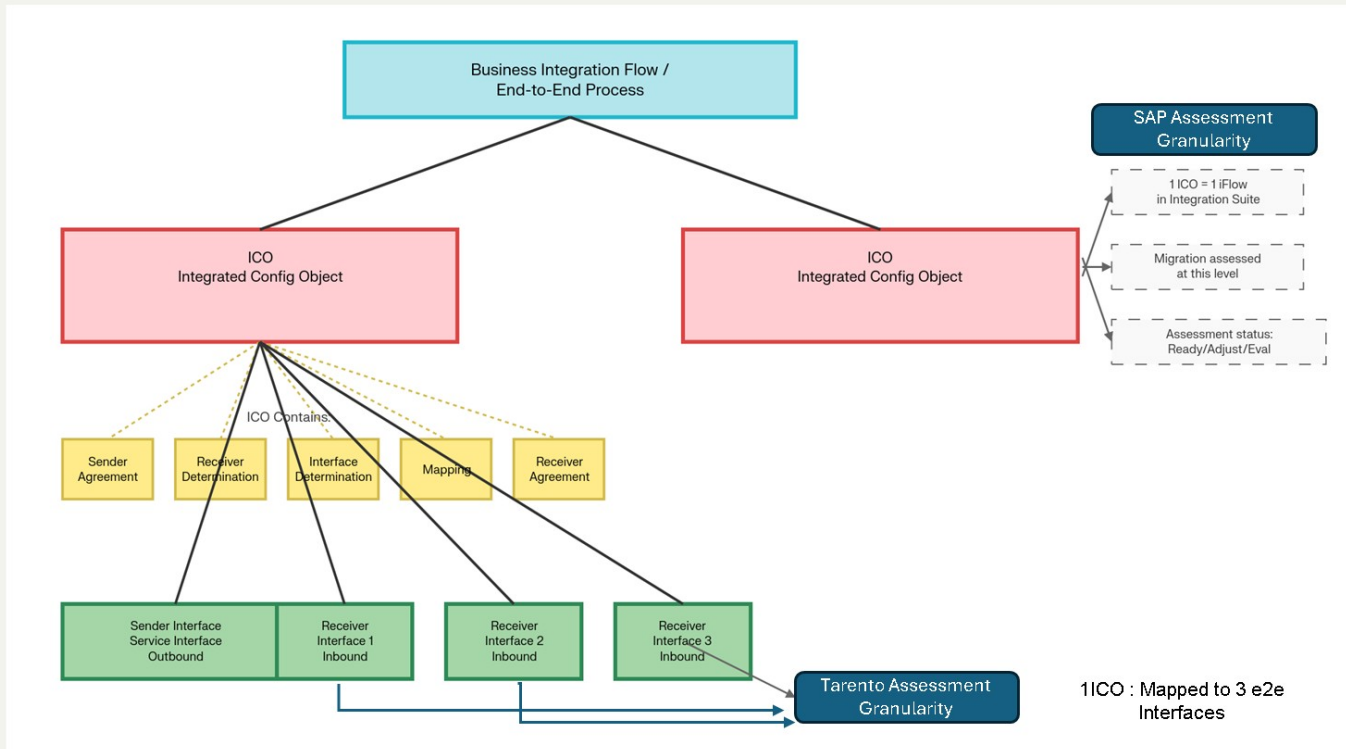 Business Integration Flow /
End-to-End Process
SAP Assessment
Granularity
1 ICO = 1 iFlow
in Integration Suite
Migration assessed
at this level
Assessment status:
Ready/Adjust/Eval
ICO
Integrated Config Object
ICO
Integrated Config Object
ICO Contains:
Sender
Agreement
Receiver
Determination
Interface
Determination
Mapping
Receiver
Agreement
Sender Interface
Service Interface
Outbound
Receiver
Interface 1
Inbound
Receiver
Interface 2
Inbound
Receiver
Interface 3
Inbound
Tarento Assessment
Granularity
1ICO : Mapped to 3 e2e
Interfaces